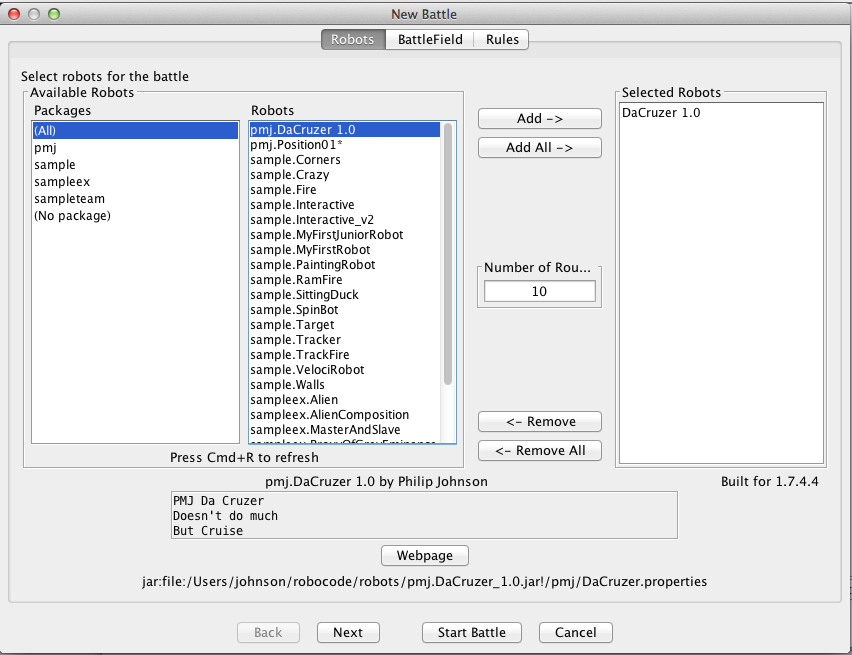 New Battle
Robots BattleField Rules
Select robots for the battle
Available Robots
Packages
(All)
pmj
sample
sampleex
sampleteam
(No package)
Robots
pmj.DaCruzer 1.0
pmj.Position01*
sample.Corners
sample.Crazy
sample.Fire
sample.Interactive
sample.Interactive_v2
sample.MyFirstJuniorRobot
sample.MyFirstRobot
sample.PaintingRobot
sample.RamFire
sample.SittingDuck
sample.SpinBot
sample.Target
sample.Tracker
sample.TrackFire
sample.VelociRobot
sample.Walls
sampleex.Alien
sampleex.AlienComposition
sampleex.MasterAndSlave
Press Cmd+R to refresh
Add ->
Add All ->
Number of Rou...
10
<- Remove
<- Remove All
Selected Robots
DaCruzer 1.0
pmj.DaCruzer 1.0 by Philip Johnson
Built for 1.7.4.4
PMJ Da Cruzer
Doesn't do much
But Cruise
Webpage
jar:file:/Users/johnson/robocode/robots/pmj.DaCruzer_1.0.jar!/pmj/DaCruzer.properties
Back Next Start Battle Cancel